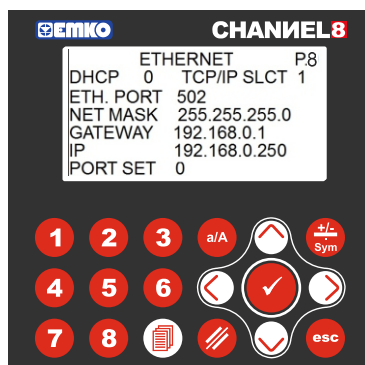 EMKO CHANNEL8
ETHERNET P.8
DHCP 0 TCP/IP SLCT 1
ETH. PORT 502
NET MASK 255.255.255.0
GATEWAY 192.168.0.1
IP 192.168.0.250
PORT SET 0
1 2 3 a/A +/-
Sym
4 5 6
7 8 esc